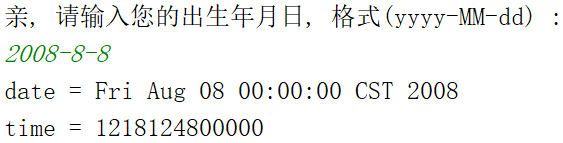 亲, 请输入您的出生年月日, 格式(yyyy-MM-dd) :
2008-8-8
date = Fri Aug 08 00:00:00 CST 2008
time = 1218124800000